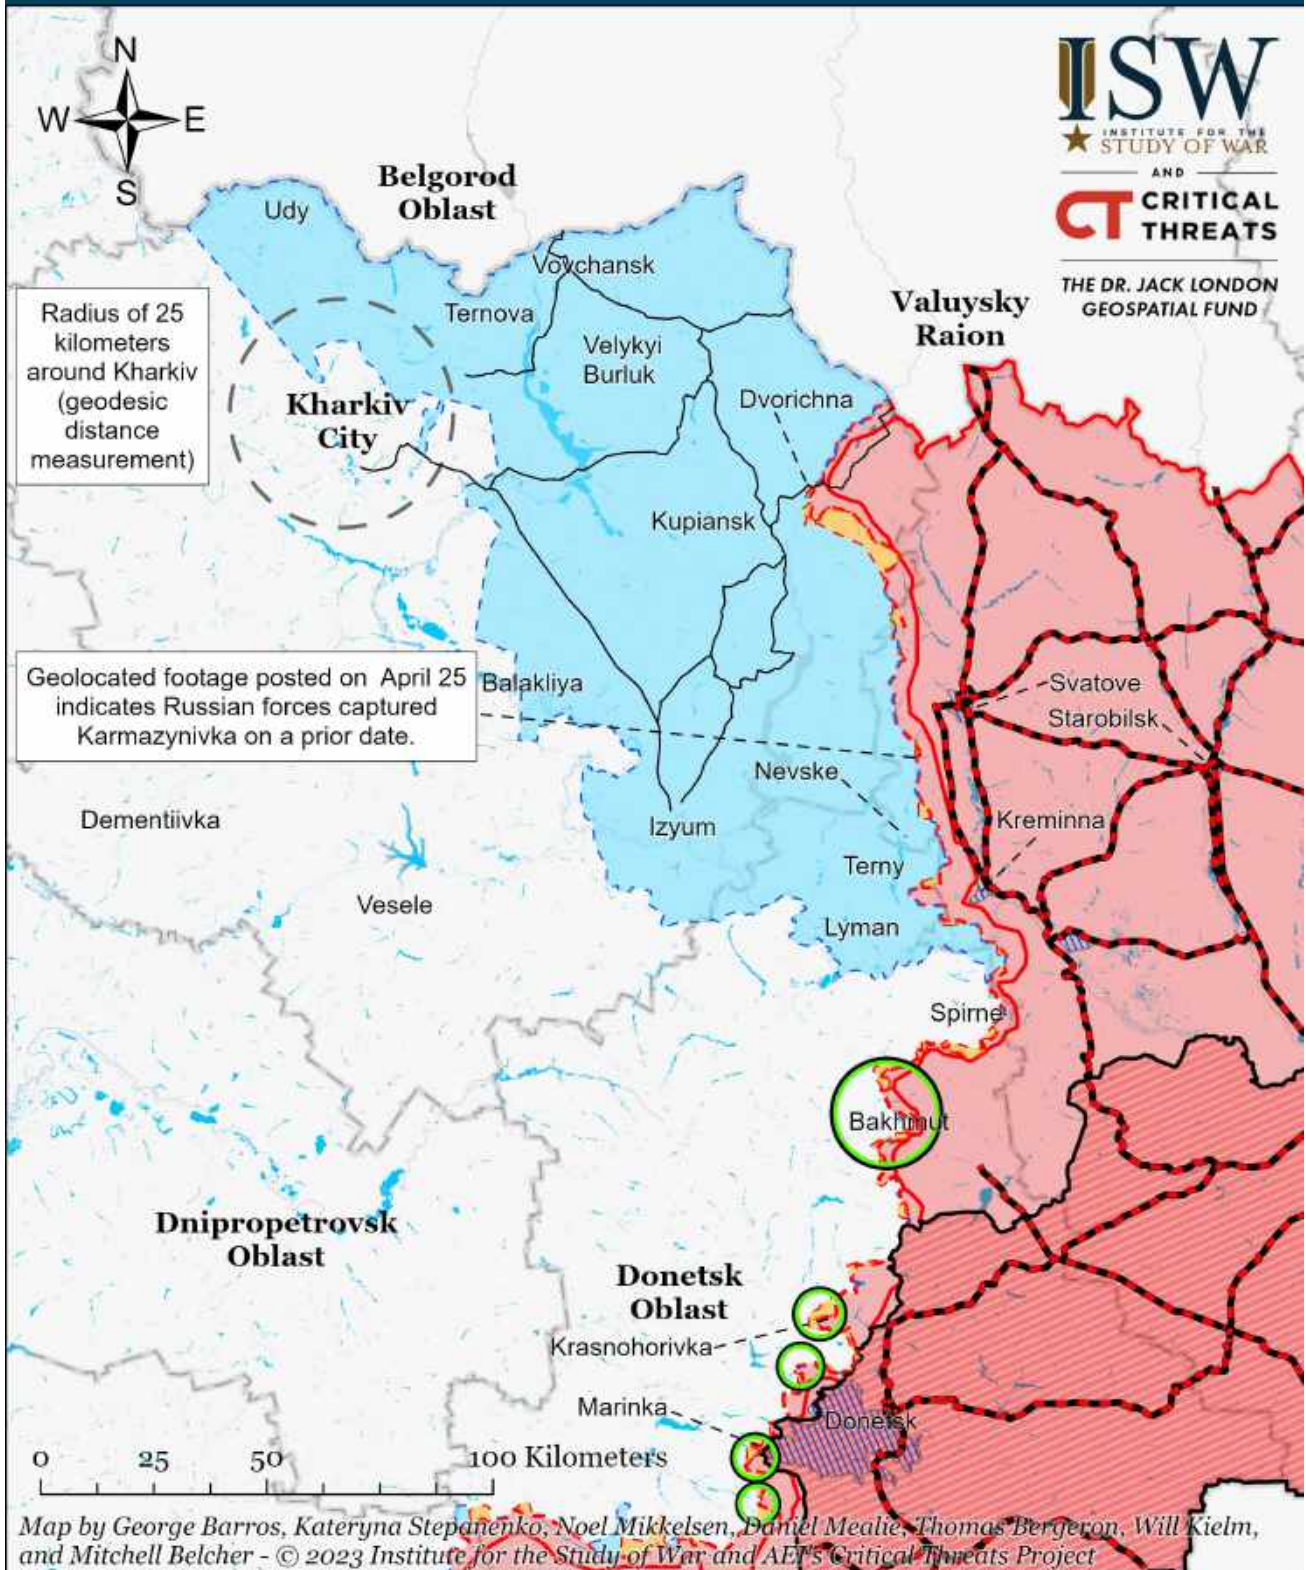 N
W E
S
ISW
INSTITUTE FOR THE
STUDY OF WAR
AND
CT CRITICAL
THREATS
THE DR. JACK LONDON
GEOSPATIAL FUND
Belgorod
Oblast
Udy
Vovchansk
Ternova
Valuysky
Raion
Radius of 25
kilometers
around Kharkiv
(geodesic
distance
measurement)
Velykyi
Burluk
Kharkiv
City
Dvorichna
Kupiansk
Geolocated footage posted on April 25
indicates Russian forces captured
Karmazynivka on a prior date.
Balakliya
Svatove
Starobilsk
Nevske
Dementiivka
Izyum
Kreminna
Terny
Vesele
Lyman
Spirne
Bakhmut
Dnipropetrovsk
Oblast
Donetsk
Oblast
Krasnohorivka
Marinka
Donetsk
0 25 50 100 Kilometers
Map by George Barros, Kateryna Stepanenko, Noel Mikkelsen, Daniel Mealie, Thomas Bergeron, Will Kielm,
and Mitchell Belcher - © 2023 Institute for the Study of War and AEI's Critical Threats Project